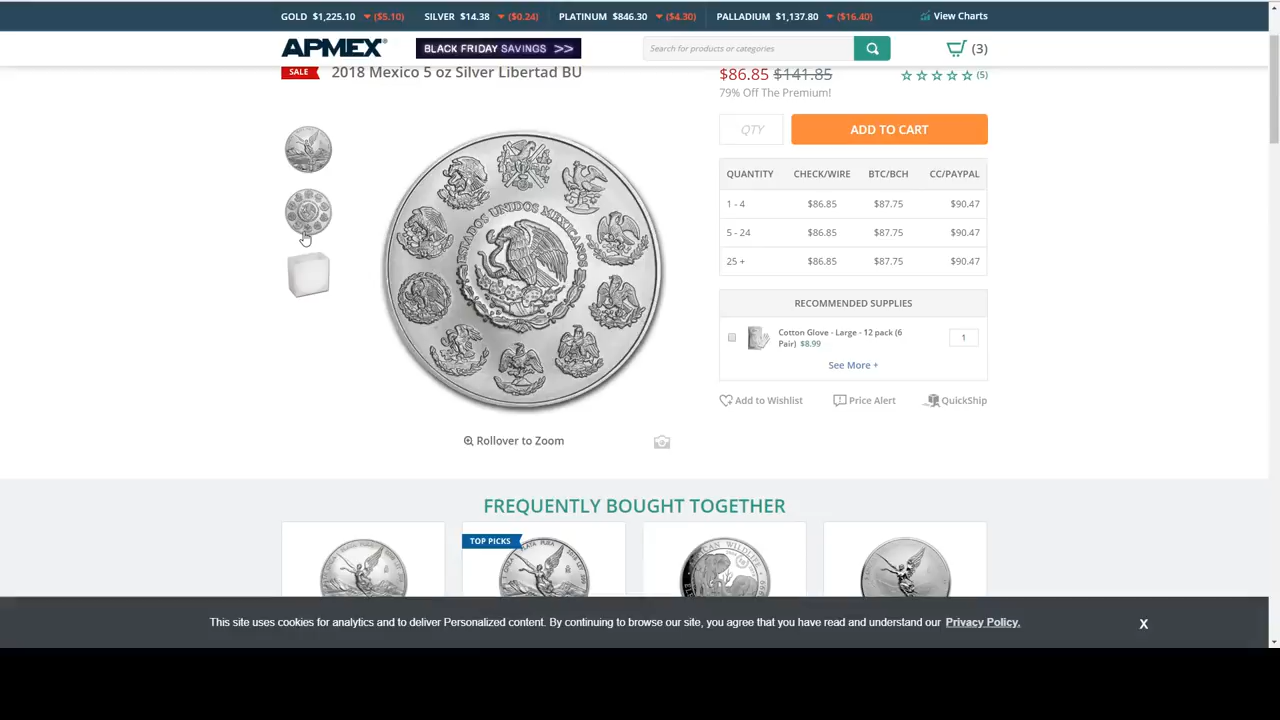 GOLD $1,225.10 ($5.10) SILVER $14.38 ($0.24) PLATINUM $846.30 ($4.30) PALLADIUM $1,137.80 ($16.40) View Charts
APMEX® BLACK FRIDAY SAVINGS >> Search for products or categories (3)
SALE 2018 Mexico 5 oz Silver Libertad BU $86.85 $141.85 (5)
79% Off The Premium!
QTY ADD TO CART
QUANTITY CHECK/WIRE BTC/BCH CC/PAYPAL
1 - 4 $86.85 $87.75 $90.47
5 - 24 $86.85 $87.75 $90.47
25 + $86.85 $87.75 $90.47
ESTADOS UNIDOS MEXICANOS
RECOMMENDED SUPPLIES
Cotton Glove - Large - 12 pack (6
Pair) $8.99 1
See More +
Add to Wishlist Price Alert QuickShip
Rollover to Zoom
FREQUENTLY BOUGHT TOGETHER
TOP PICKS
This site uses cookies for analytics and to deliver Personalized content. By continuing to browse our site, you agree that you have read and understand our Privacy Policy. X